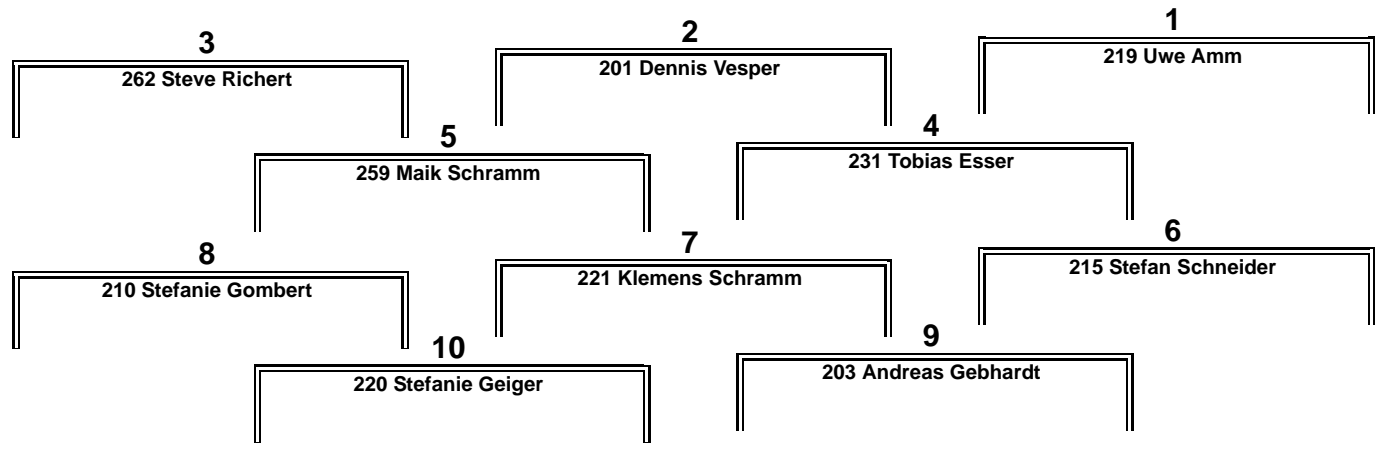 3
262 Steve Richert
2
201 Dennis Vesper
1
219 Uwe Amm
5
259 Maik Schramm
4
231 Tobias Esser
8
210 Stefanie Gombert
7
221 Klemens Schramm
6
215 Stefan Schneider
10
220 Stefanie Geiger
9
203 Andreas Gebhardt